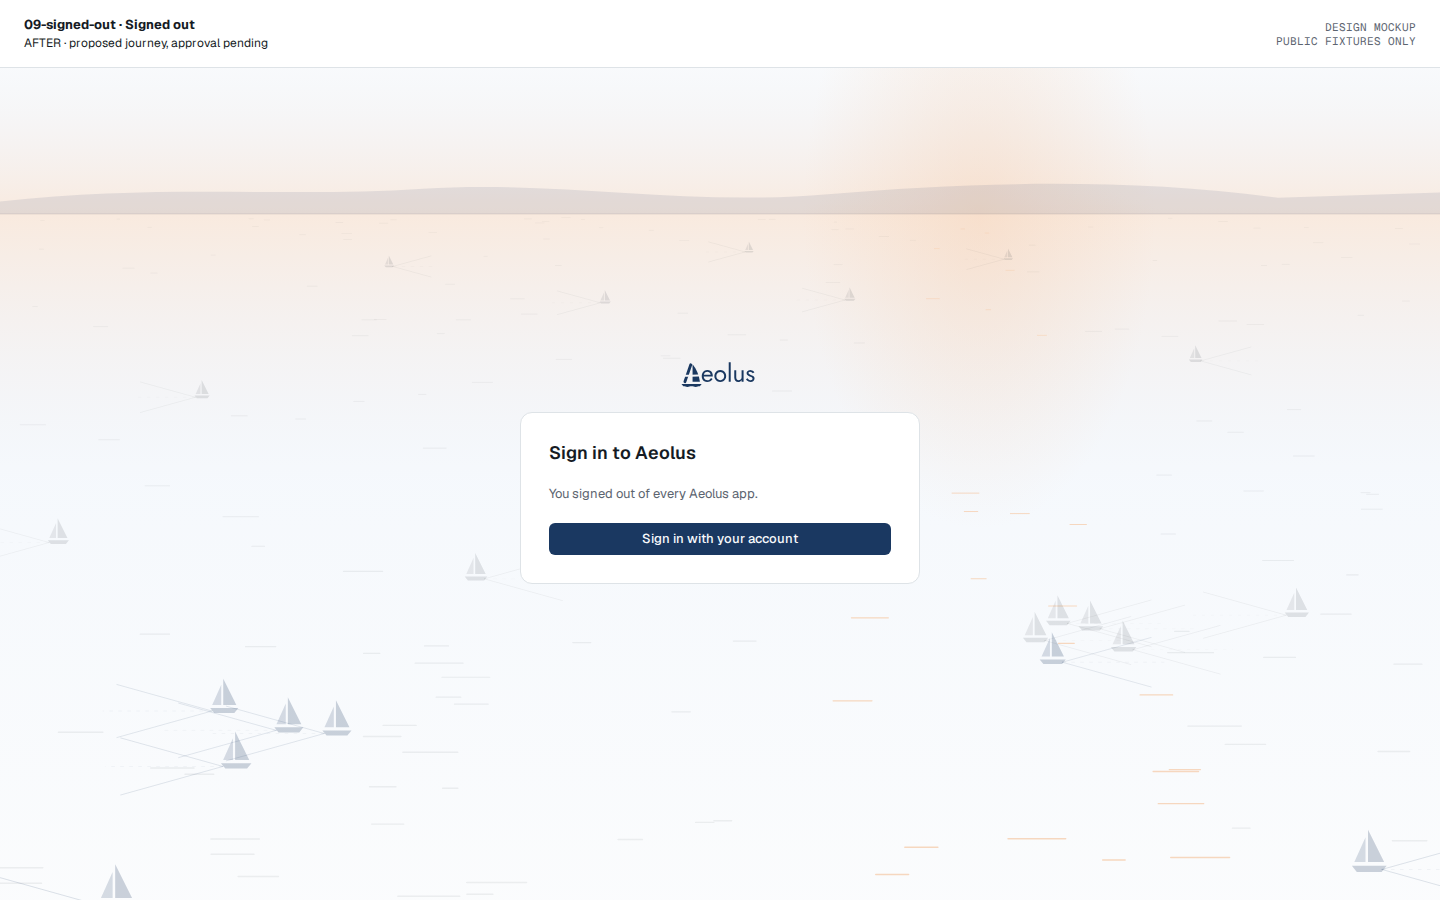 09-signed-out · Signed out
AFTER · proposed journey, approval pending
DESIGN MOCKUP
PUBLIC FIXTURES ONLY
Aeolus
Sign in to Aeolus
You signed out of every Aeolus app.
Sign in with your account